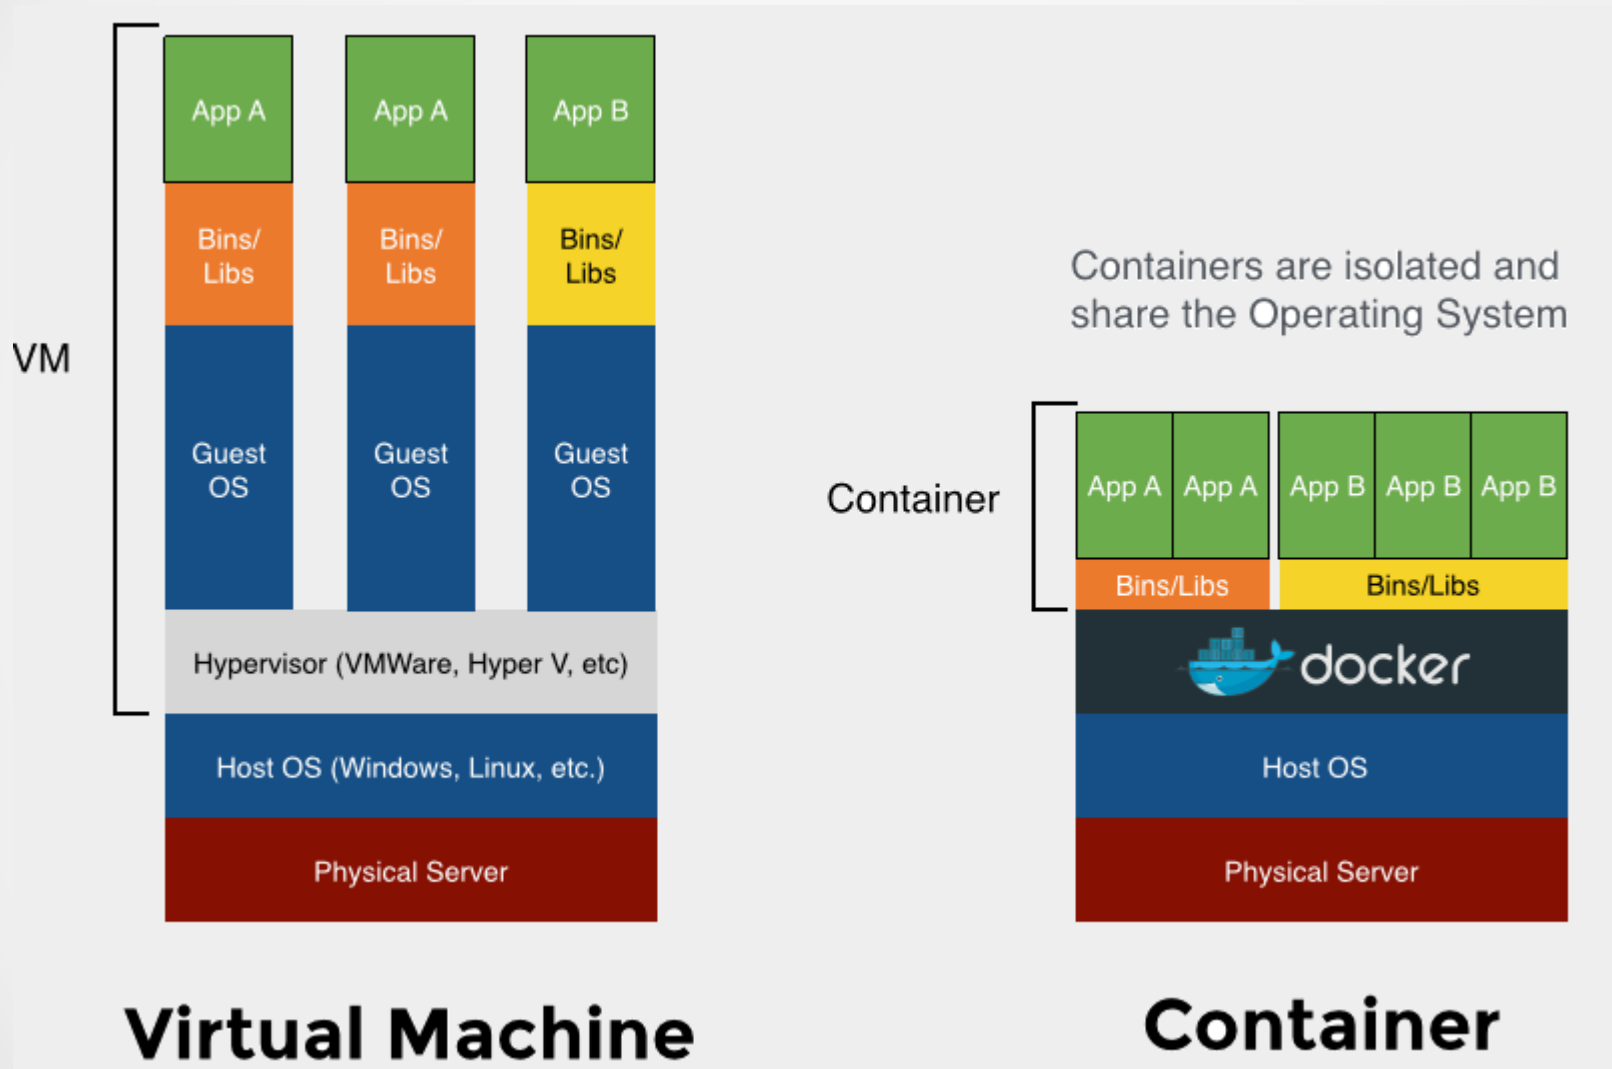 VM
App A
App A
App B
Bins/
Libs
Bins/
Libs
Bins/
Libs
Guest
OS
Guest
OS
Guest
OS
Hypervisor (VMWare, Hyper V, etc)
Host OS (Windows, Linux, etc.)
Physical Server
Virtual Machine
Containers are isolated and
share the Operating System
Container
App A
App A
App B
App B
App B
Bins/Libs
Bins/Libs
docker
Host OS
Physical Server
Container